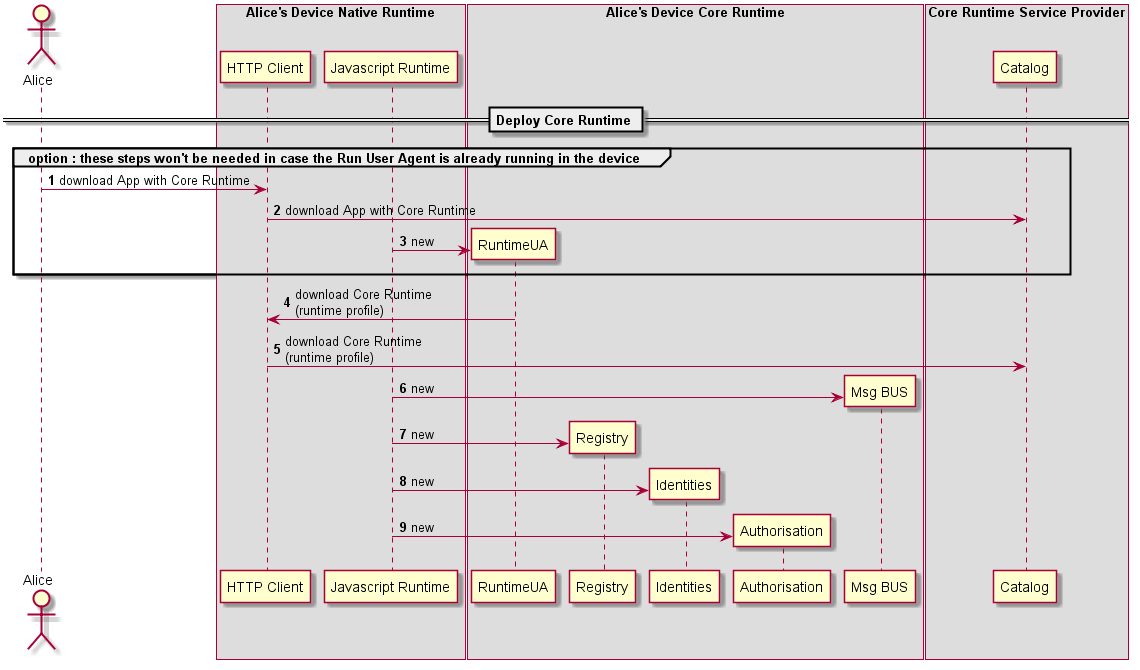 Alice's Device Native Runtime
Alice's Device Core Runtime
Core Runtime Service Provider
Alice
HTTP Client
Javascript Runtime
Catalog
Deploy Core Runtime
option : these steps won't be needed in case the Run User Agent is already running in the device
1 download App with Core Runtime
2 download App with Core Runtime
3 new
RuntimeUA
4 download Core Runtime
(runtime profile)
5 download Core Runtime
(runtime profile)
6 new
Msg BUS
7 new
Registry
8 new
Identities
9 new
Authorisation
Alice
HTTP Client
Javascript Runtime
RuntimeUA
Registry
Identities
Authorisation
Msg BUS
Catalog